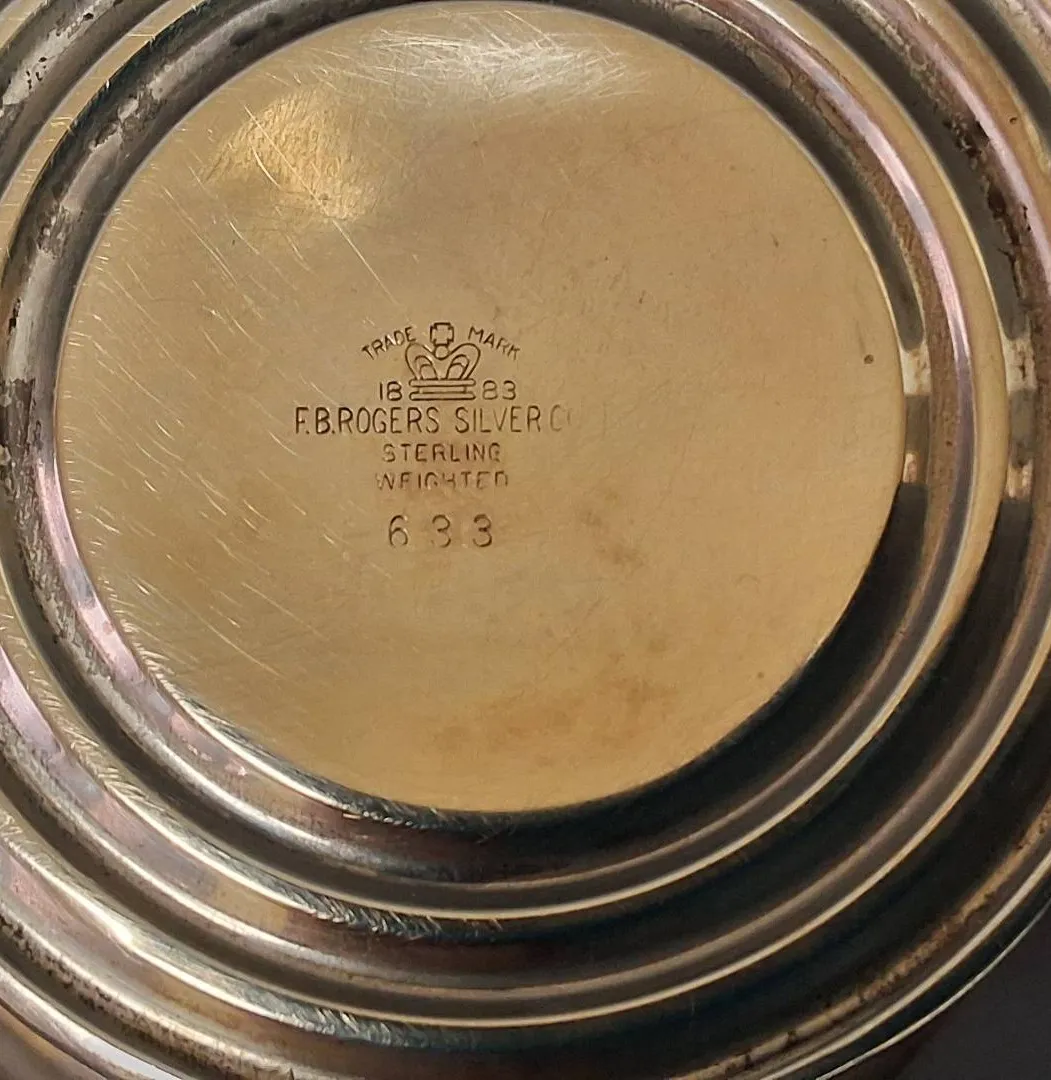 TRADE MARK
18 83
F.B.ROGERS SILVER CO
STERLING
WEIGHTED
633